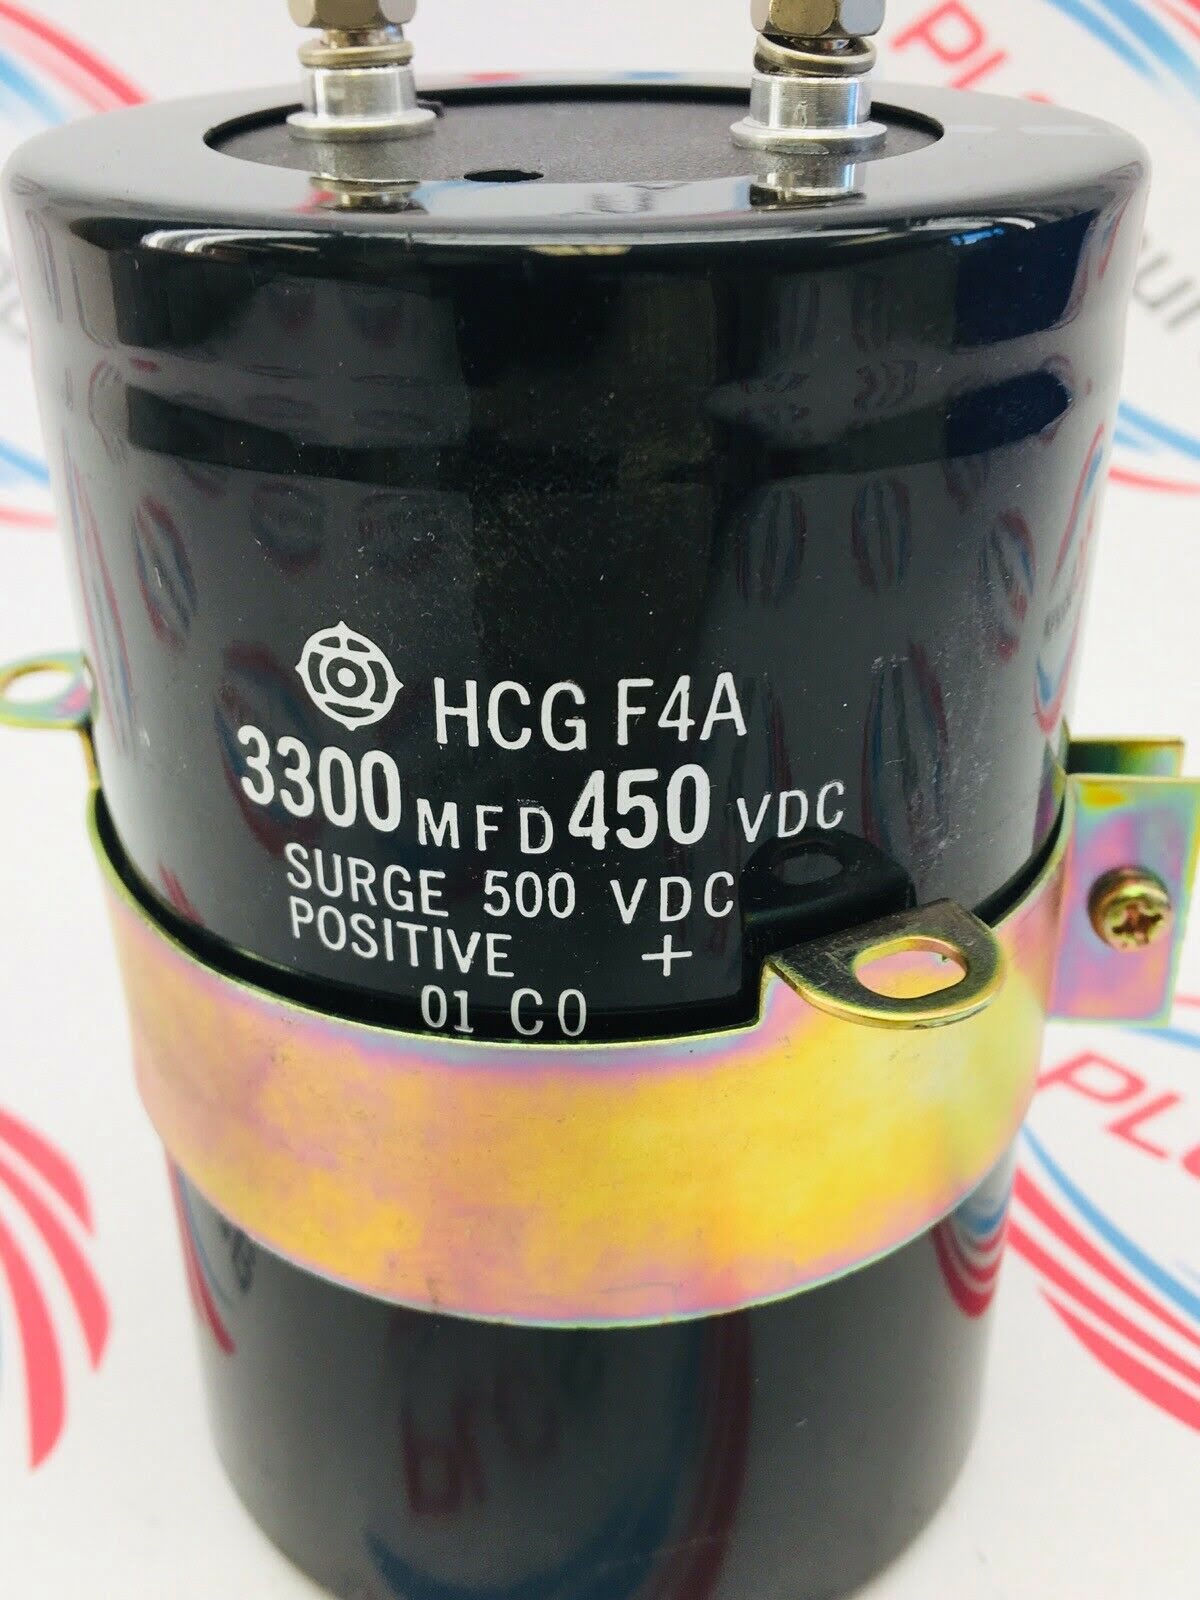 HCG F4A
3300 MFD 450 VDC
SURGE 500 VDC
POSITIVE +
01 C0